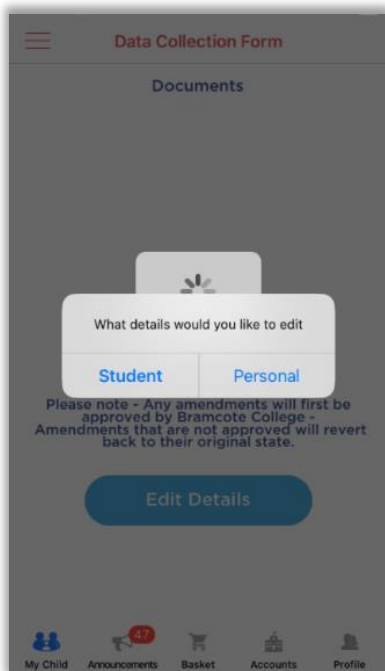 Data Collection Form
Documents
What details would you like to edit
Student Personal
Please note - Any amendments will first be
approved by Bramcote College -
Amendments that are not approved will revert
back to their original state.
Edit Details
47
My Child Announcements Basket Accounts Profile